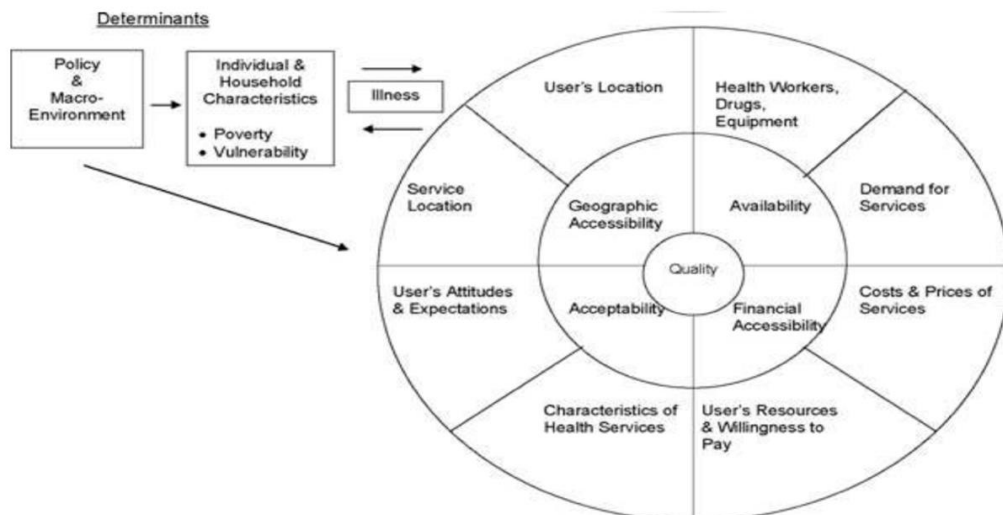 Determinants
Policy
&
Macro-
Environment
Individual &
Household
Characteristics
• Poverty
• Vulnerability
Illness
User's Location
Health Workers,
Drugs,
Equipment
Service
Location
Geographic
Accessibility
Availability
Demand for
Services
Quality
User's Attitudes
& Expectations
Acceptability
Financial
Accessibility
Costs & Prices of
Services
Characteristics of
Health Services
User's Resources
& Willingness to
Pay